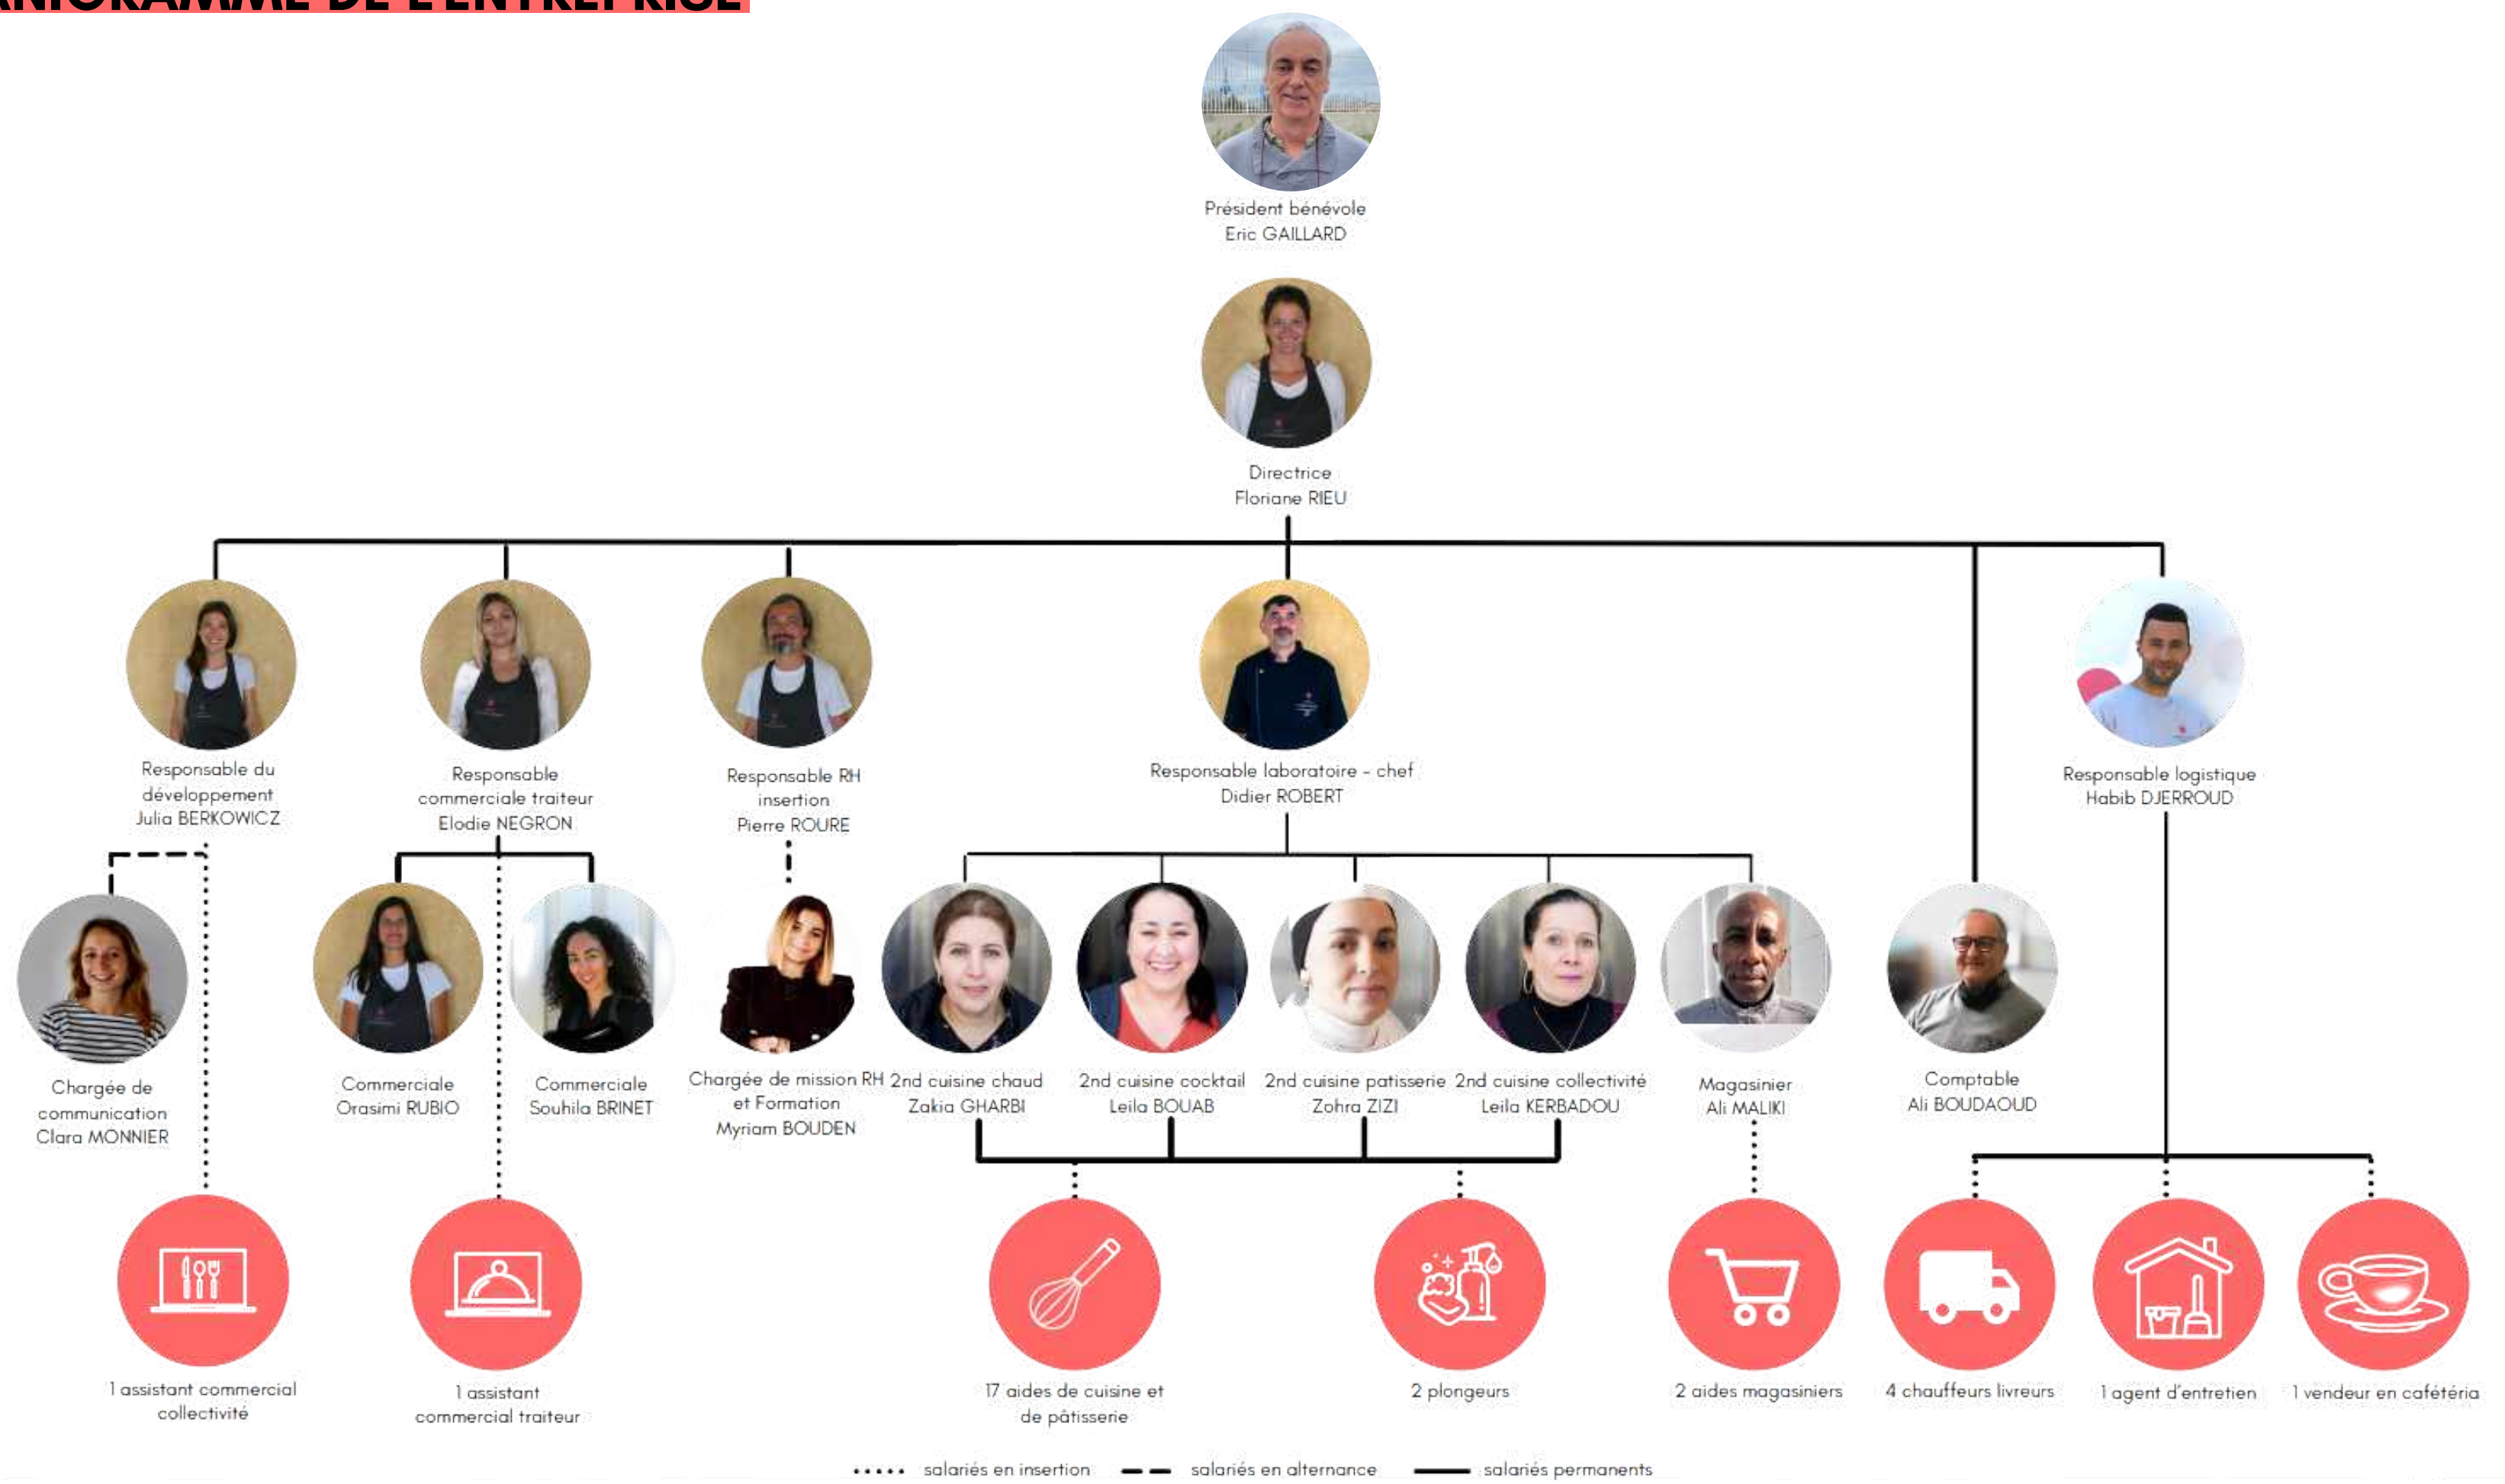 DE L'ENTREPRISE
Président bénévole
Eric GAILLARD
Directrice
Floriane RIEU
Responsable du
développement
Julia BERKOWICZ
Responsable
commerciale traiteur
Elodie NEGRON
Responsable RH
insertion
Pierre ROURE
Responsable laboratoire - chef
Didier ROBERT
Responsable logistique
Habib DJERROUD
Chargée de
communication
Clara MONNIER
Commerciale
Orasimi RUBIO
Commerciale
Souhila BRINET
Chargée de mission RH
et Formation
Myriam BOUDEN
2nd cuisine chaud
Zakia GHARBI
2nd cuisine cocktail
Leila BOUAB
2nd cuisine patisserie
Zohra ZIZI
2nd cuisine collectivité
Leila KERBADOU
Magasinier
Ali MALIKI
Comptable
Ali BOUDAOUD
1 assistant commercial
collectivité
1 assistant
commercial traiteur
17 aides de cuisine et
de pâtisserie
2 plongeurs
2 aides magasiniers
4 chauffeurs livreurs
1 agent d'entretien
1 vendeur en cafétéria
salariés en insertion
salariés en alternance
salariés permanents